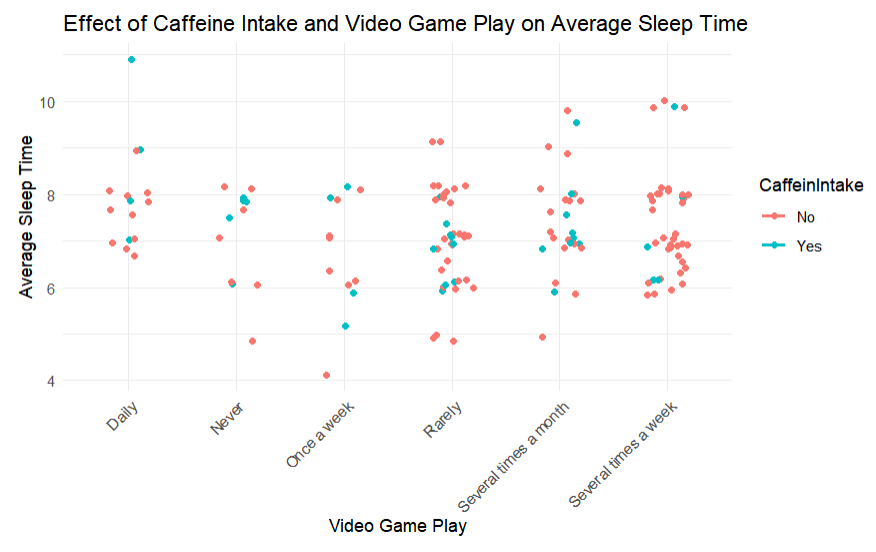 Effect of Caffeine Intake and Video Game Play on Average Sleep Time
Average Sleep Time
10
8
6
4
Daily
Never
Once a week
Rarely
Several times a month
Several times a week
Video Game Play
CaffeinIntake
No
Yes